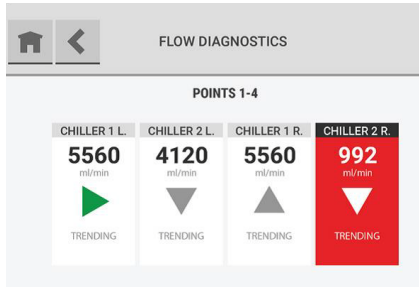 FLOW DIAGNOSTICS
POINTS 1-4
CHILLER 1 L. CHILLER 2 L. CHILLER 1 R. CHILLER 2 R.
5560 4120 5560 992
ml/min ml/min ml/min ml/min
TRENDING TRENDING TRENDING TRENDING